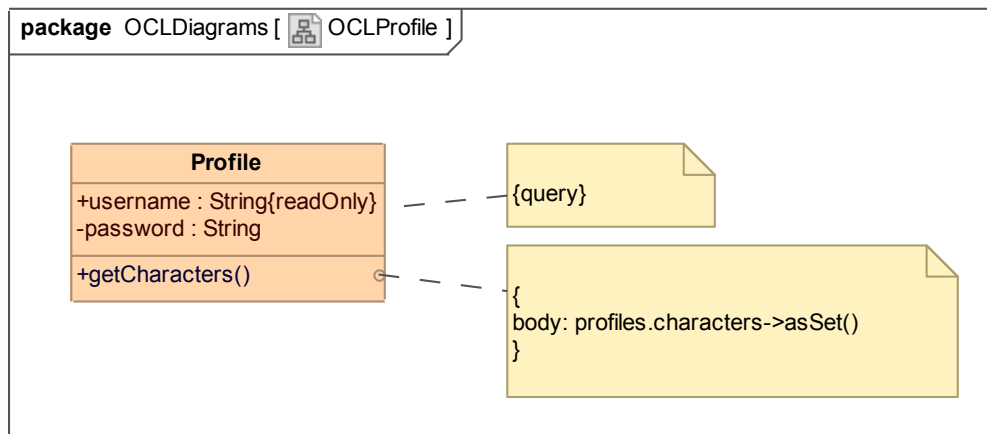 package OCLDiagrams [ OCLProfile ]
Profile
+username : String{readOnly}
-password : String
+getCharacters()
{query}
{
body: profiles.characters->asSet()
}